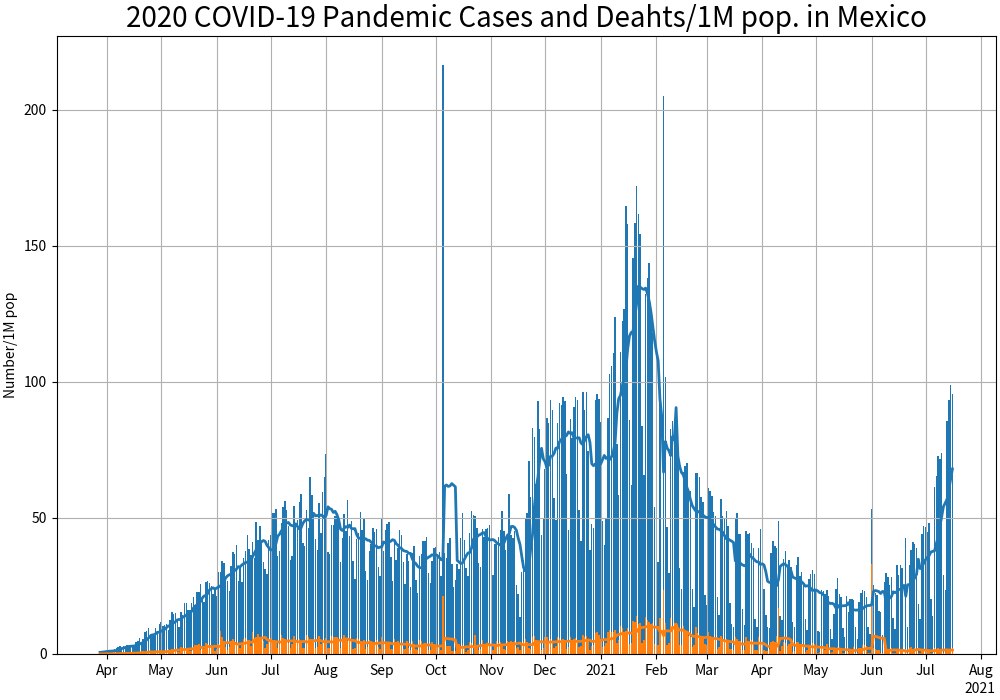 2020 COVID-19 Pandemic Cases and Deahts/1M pop. in Mexico
Number/1M pop
200
150
100
50
0
Apr May Jun Jul Aug Sep Oct Nov Dec 2021 Feb Mar Apr May Jun Jul Aug
2021